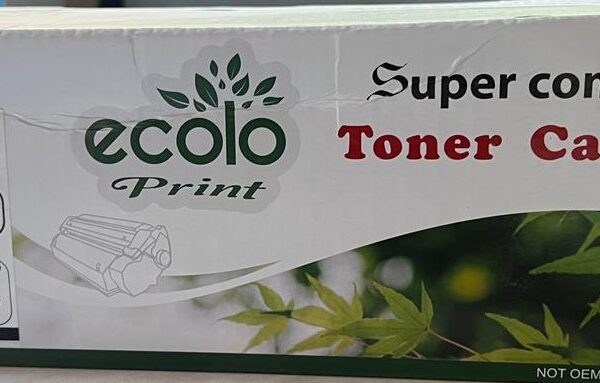 ecolo
Print
Super con
Toner Ca
NOT OEM